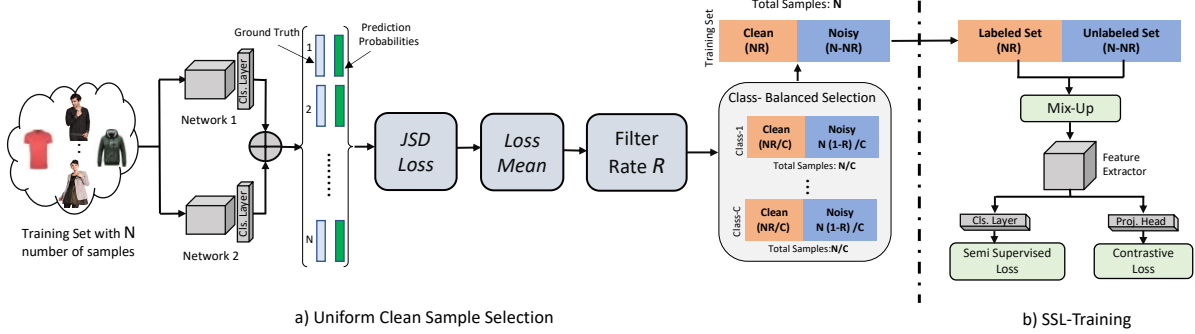 Training Set with N
number of samples
Network 1
Cls. Layer
Network 2
Cls. Layer
Ground Truth
Prediction
Probabilities
1
2
N
JSD
Loss
Loss
Mean
Filter
Rate R
Total Samples: N
Training Set
Clean
(NR)
Noisy
(N-NR)
Class- Balanced Selection
Class-1
Clean
(NR/C)
Noisy
N (1-R) /C
Total Samples: N/C
Class-C
Clean
(NR/C)
Noisy
N (1-R) /C
Total Samples:N/C
a) Uniform Clean Sample Selection
Labeled Set
(NR)
Unlabeled Set
(N-NR)
Mix-Up
Feature
Extractor
Cls. Layer
Proj. Head
Semi Supervised
Loss
Contrastive
Loss
b) SSL-Training